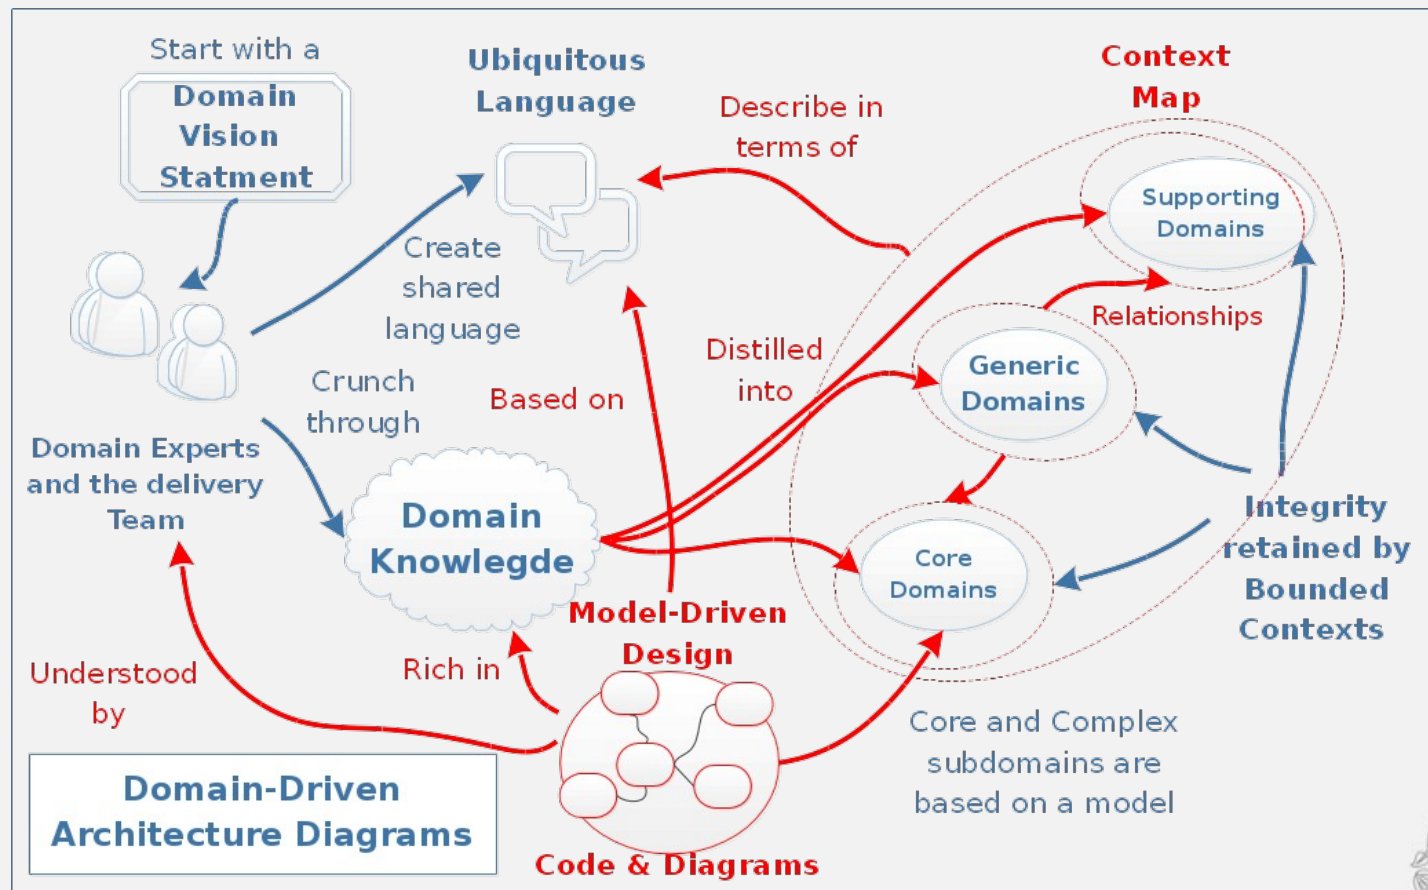 Start with a
Domain
Vision
Statment
Ubiquitous
Language
Describe in
terms of
Context
Map
Supporting
Domains
Create
shared
language
Relationships
Distilled
into
Generic
Domains
Crunch
through
Based on
Domain Experts
and the delivery
Team
Domain
Knowlegde
Core
Domains
Integrity
retained by
Bounded
Contexts
Model-Driven
Design
Understood
by
Rich in
Core and Complex
subdomains are
based on a model
Domain-Driven
Architecture Diagrams
Code & Diagrams